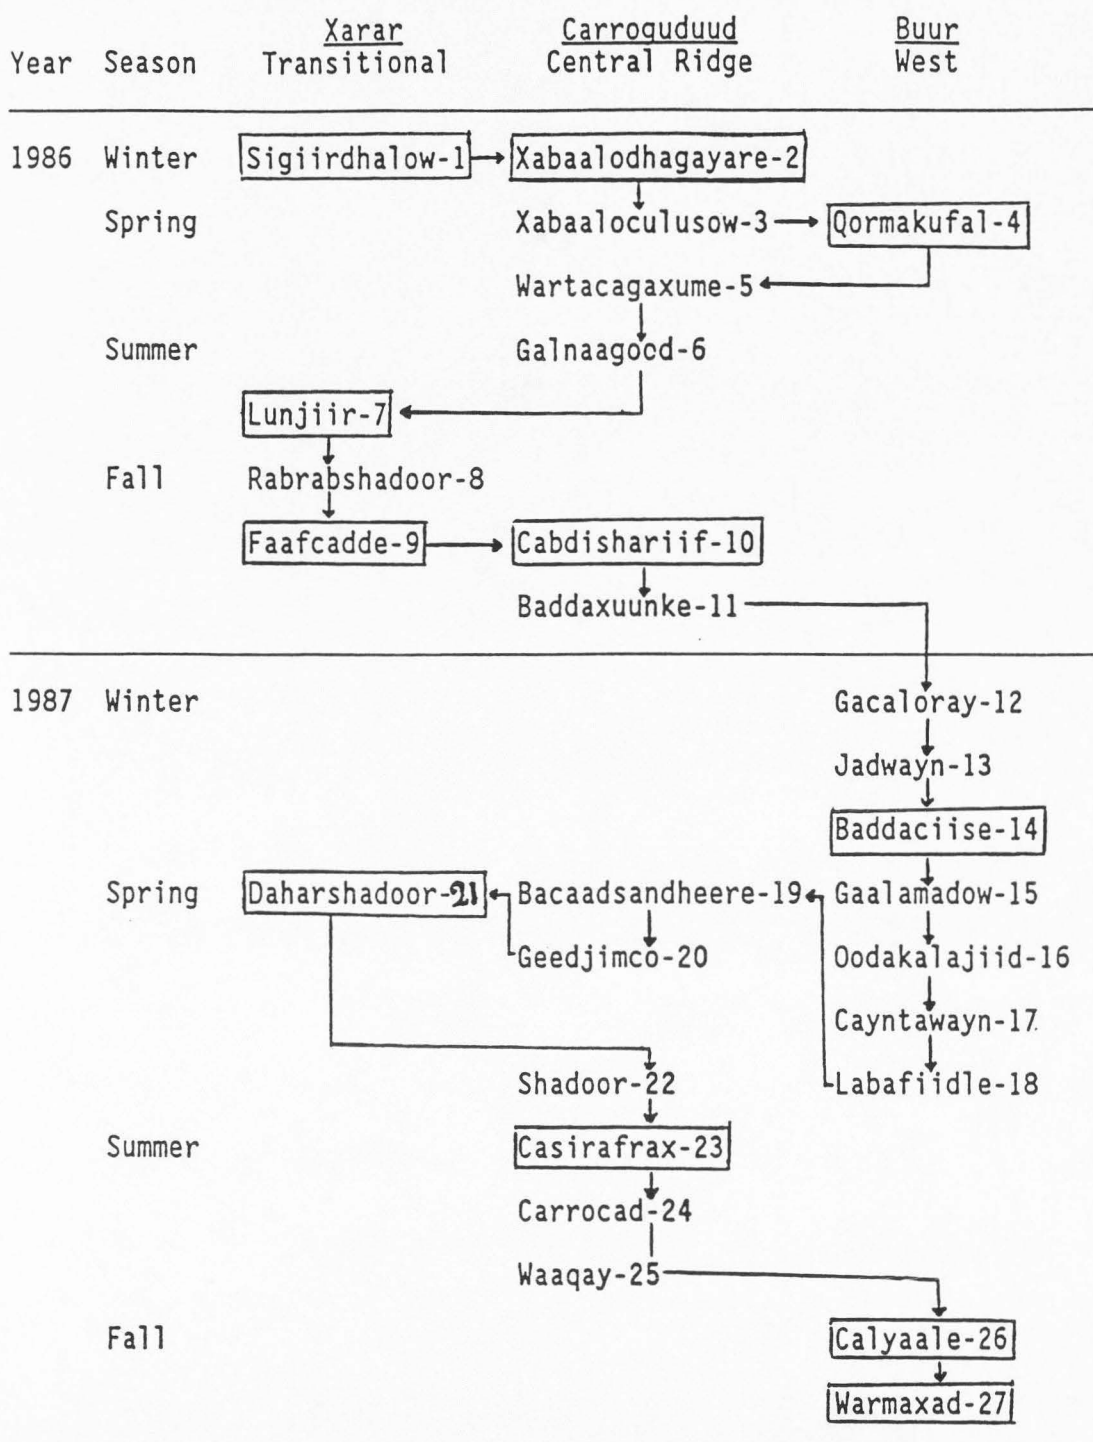 Xarar Carroguduud Buur
Year Season Transitional Central Ridge West
1986 Winter Sigiirdhalow-1 Xabaalodhagayare-2
Spring Xabaaloculusow-3 Qormakufal-4
Wartacagaxume-5
Summer Galnaagocd-6
Lunjiir-7
Fall Rabrabshadoor-8
Faafcadde-9 Cabdishariif-10
Baddaxuunke-11
1987 Winter Gacaloray-12
Jadwayn-13
Baddaciise-14
Spring Daharshadoor-21 Bacaadsandheere-19 Gaalamadow-15
Geedjimco-20 Oodakalajiid-16
Cayntawayn-17
Shadoor-22 Labafiidle-18
Summer Casirafrax-23
Carrocad-24
Waaqay-25
Fall Calyaale-26
Warmaxad-27